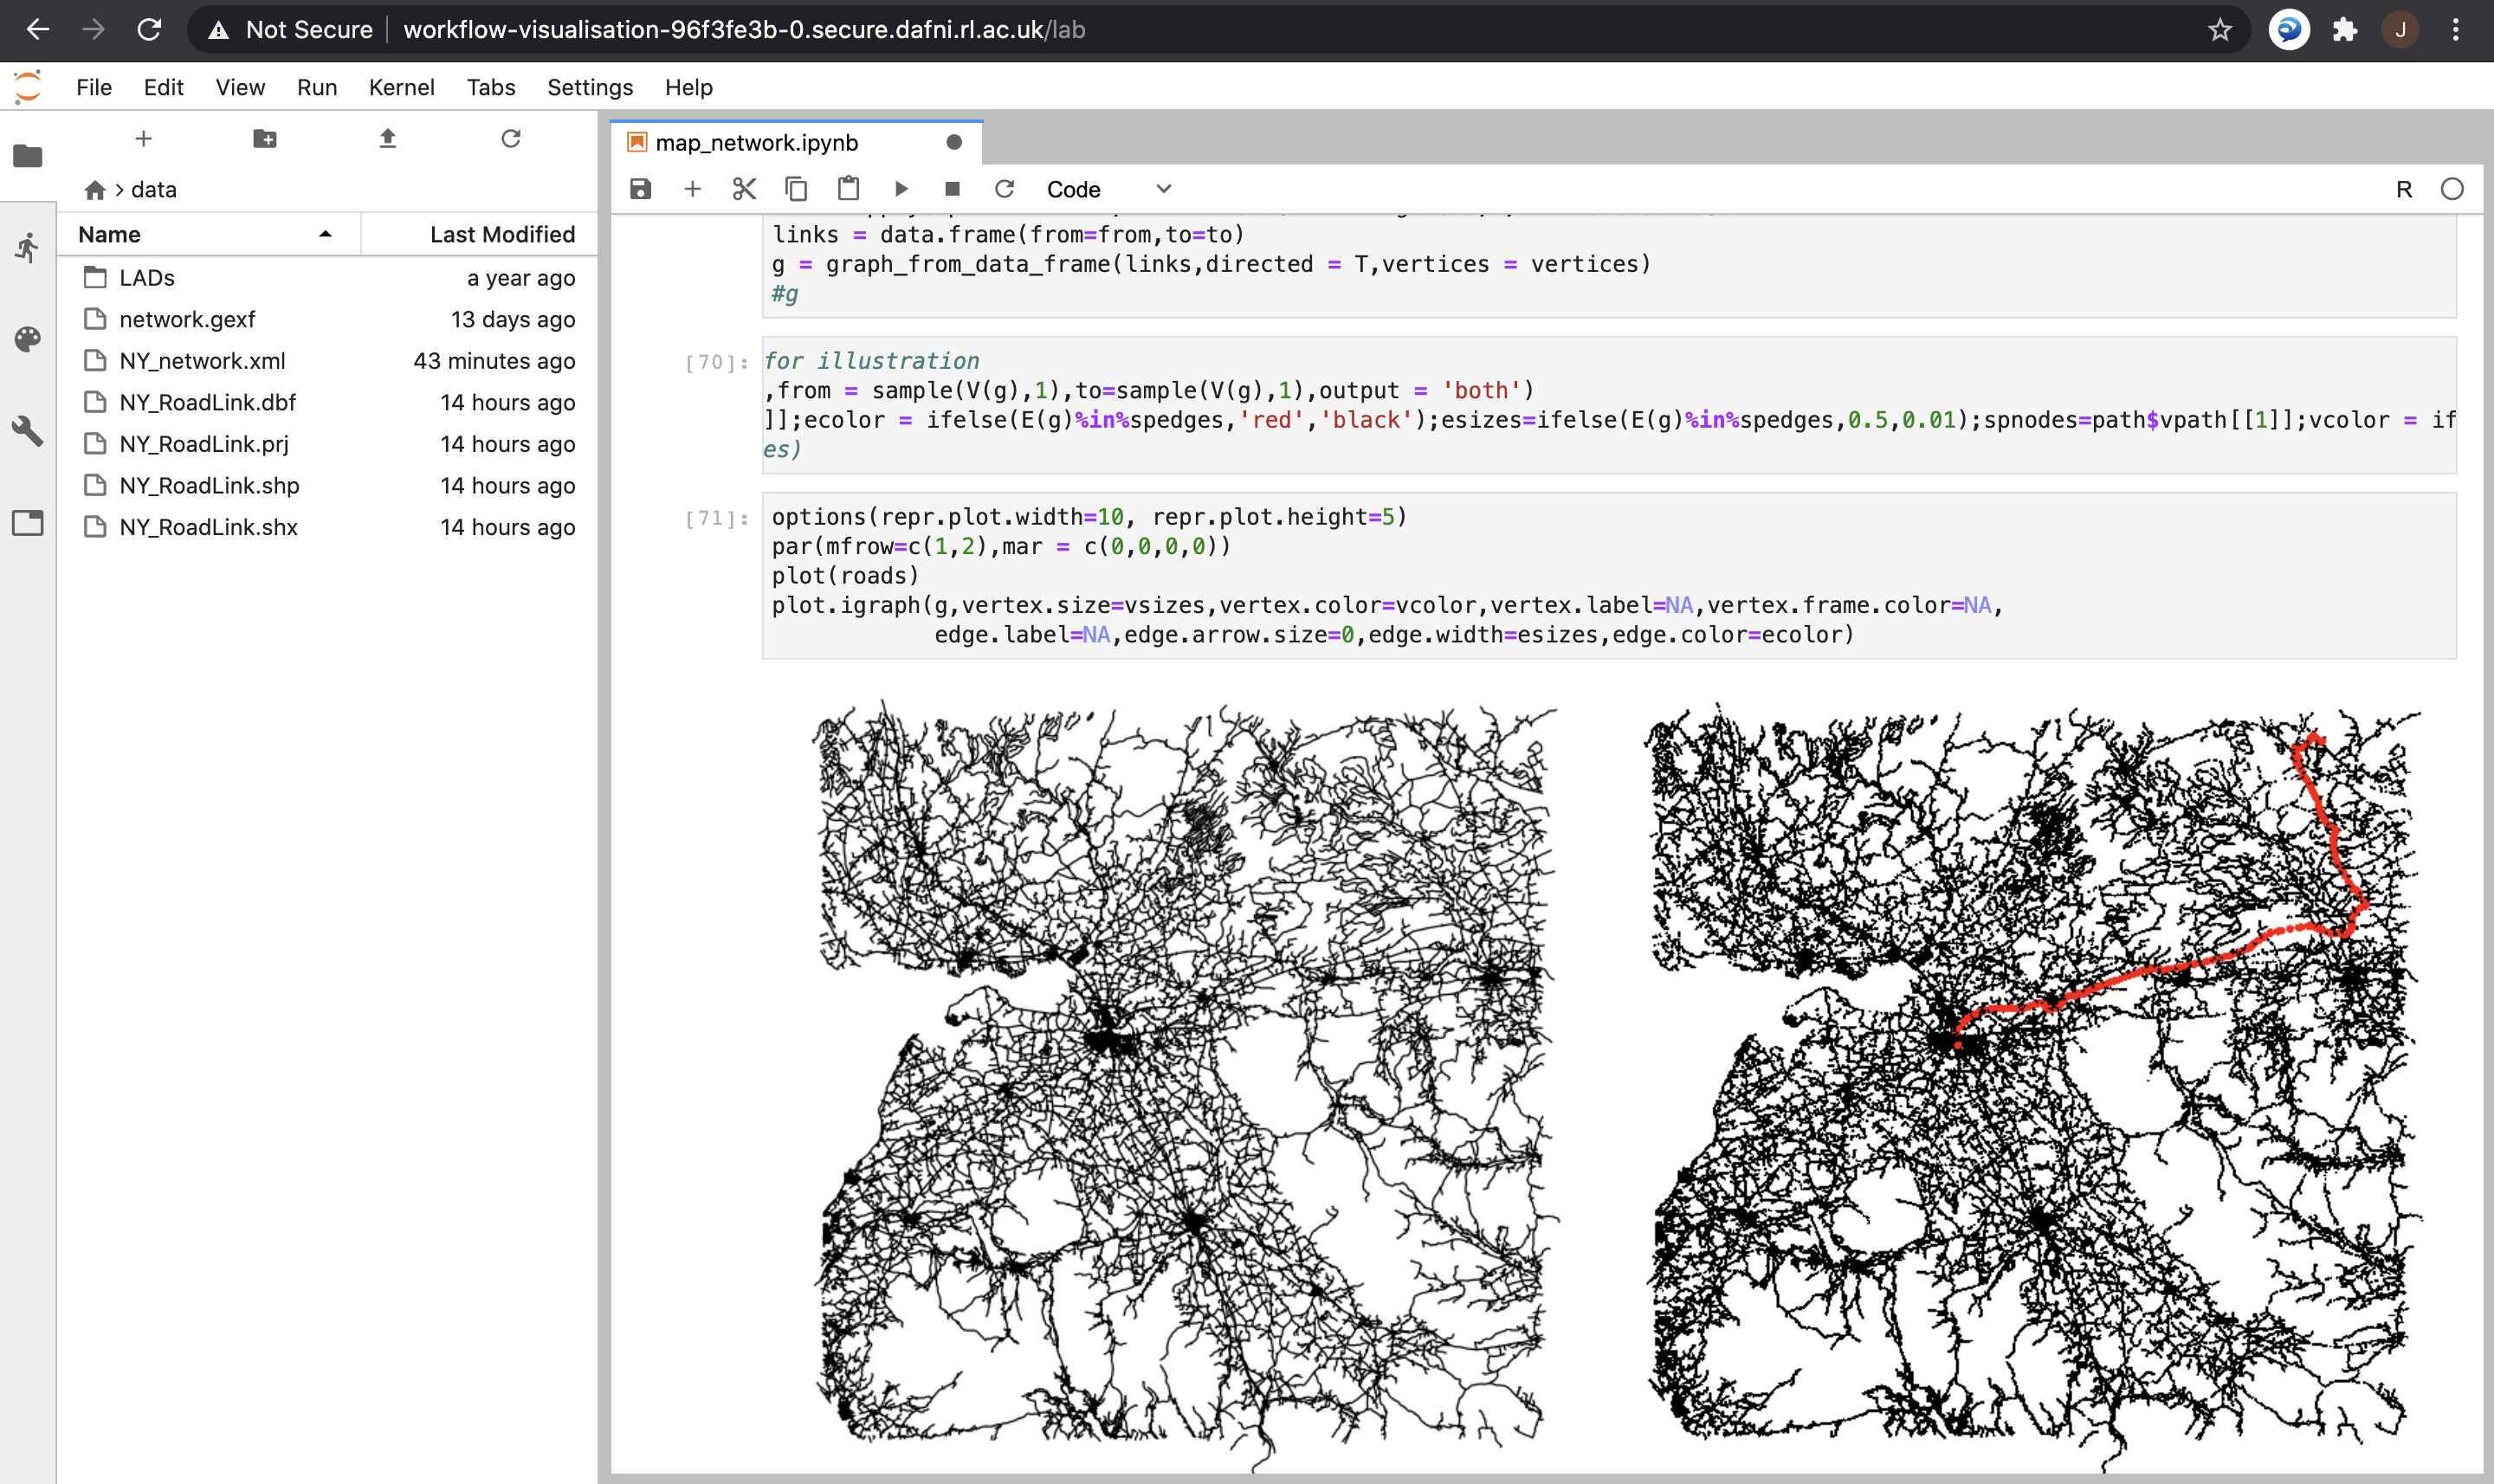 Not Secure workflow-visualisation-96f3fe3b-0.secure.dafni.rl.ac.uk/lab
J
File Edit View Run Kernel Tabs Settings Help
data
Name Last Modified
LADs a year ago
network.gexf 13 days ago
NY_network.xml 43 minutes ago
NY_RoadLink.dbf 14 hours ago
NY_RoadLink.prj 14 hours ago
NY_RoadLink.shp 14 hours ago
NY_RoadLink.shx 14 hours ago
map_network.ipynb
Code R
links = data.frame(from=from,to=to)
g = graph_from_data_frame(links,directed = T,vertices = vertices)
#g
[70]:
for illustration
,from = sample(V(g),1),to=sample(V(g),1),output = 'both')
]];ecolor = ifelse(E(g)%in%spedges,'red','black');esizes=ifelse(E(g)%in%spedges,0.5,0.01);spnodes=path$vpath[[1]];vcolor = if
es)
[71]:
options(repr.plot.width=10, repr.plot.height=5)
par(mfrow=c(1,2),mar = c(0,0,0,0))
plot(roads)
plot.igraph(g,vertex.size=vsizes,vertex.color=vcolor,vertex.label=NA,vertex.frame.color=NA,
edge.label=NA,edge.arrow.size=0,edge.width=esizes,edge.color=ecolor)